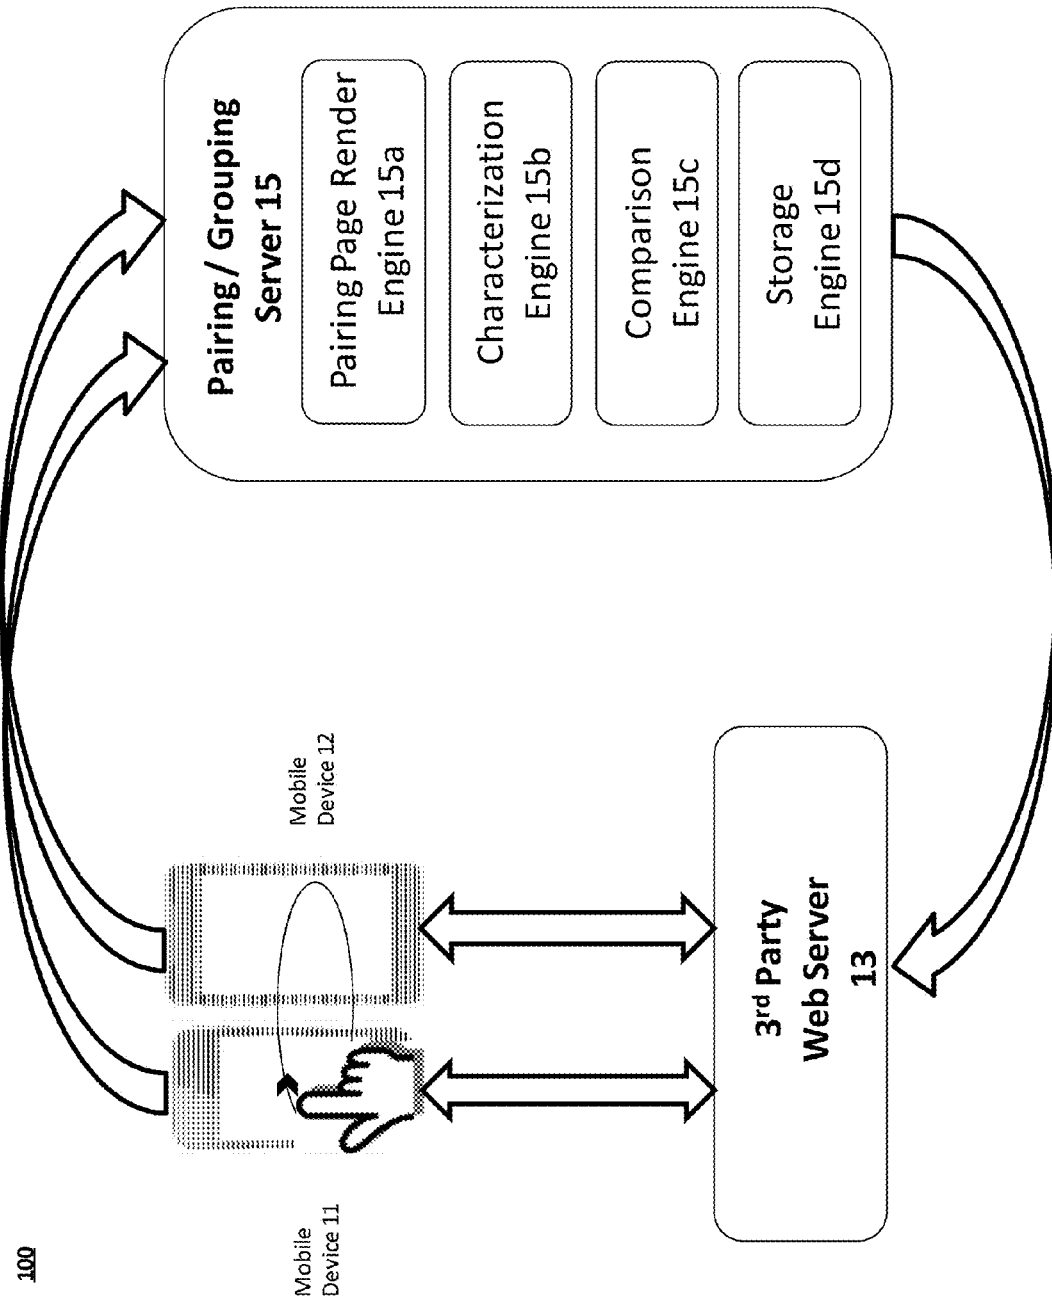 100
Mobile
Device 11
Mobile
Device 12
3rd Party
Web Server
13
Pairing / Grouping
Server 15
Pairing Page Render
Engine 15a
Characterization
Engine 15b
Comparison
Engine 15c
Storage
Engine 15d